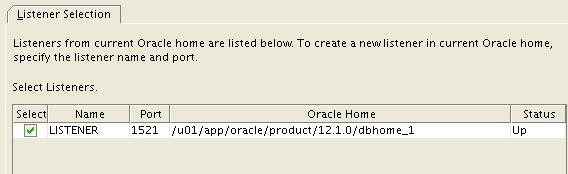 Listener Selection
Listeners from current Oracle home are listed below. To create a new listener in current Oracle home,
specify the listener name and port.
Select Listeners.
Select Name Port Oracle Home Status
LISTENER 1521 /u01/app/oracle/product/12.1.0/dbhome_1 Up